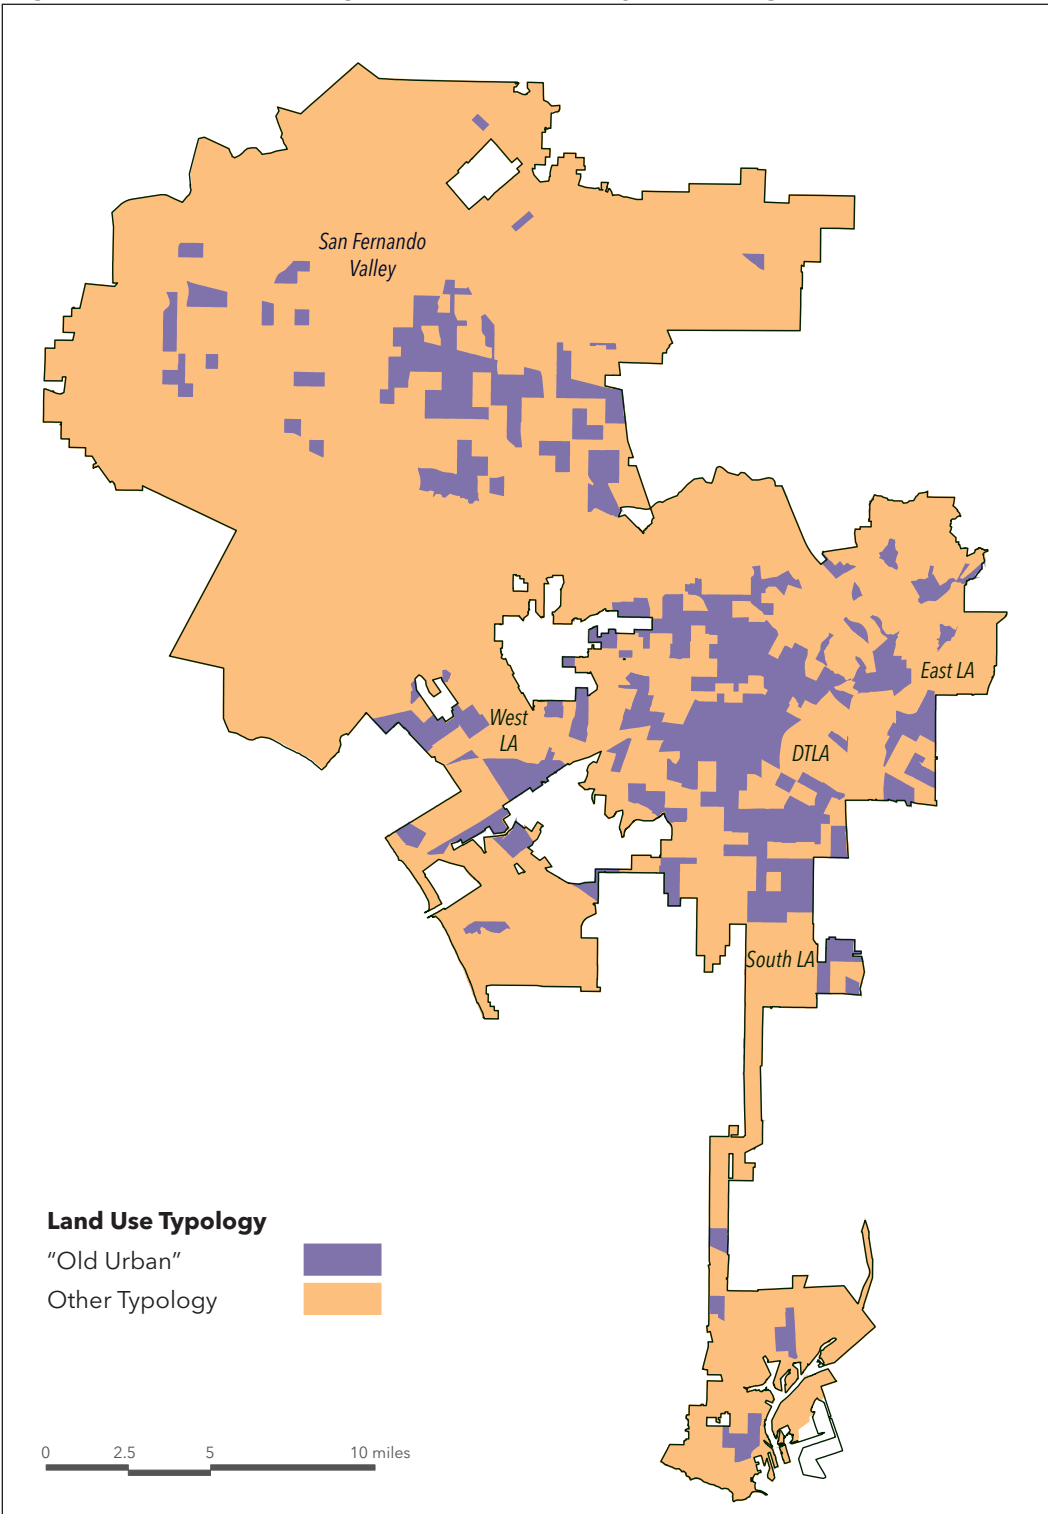 San Fernando
Valley
East LA
West
LA
DTLA
South LA
Land Use Typology
“Old Urban”
Other Typology
0 2.5 5 10 miles